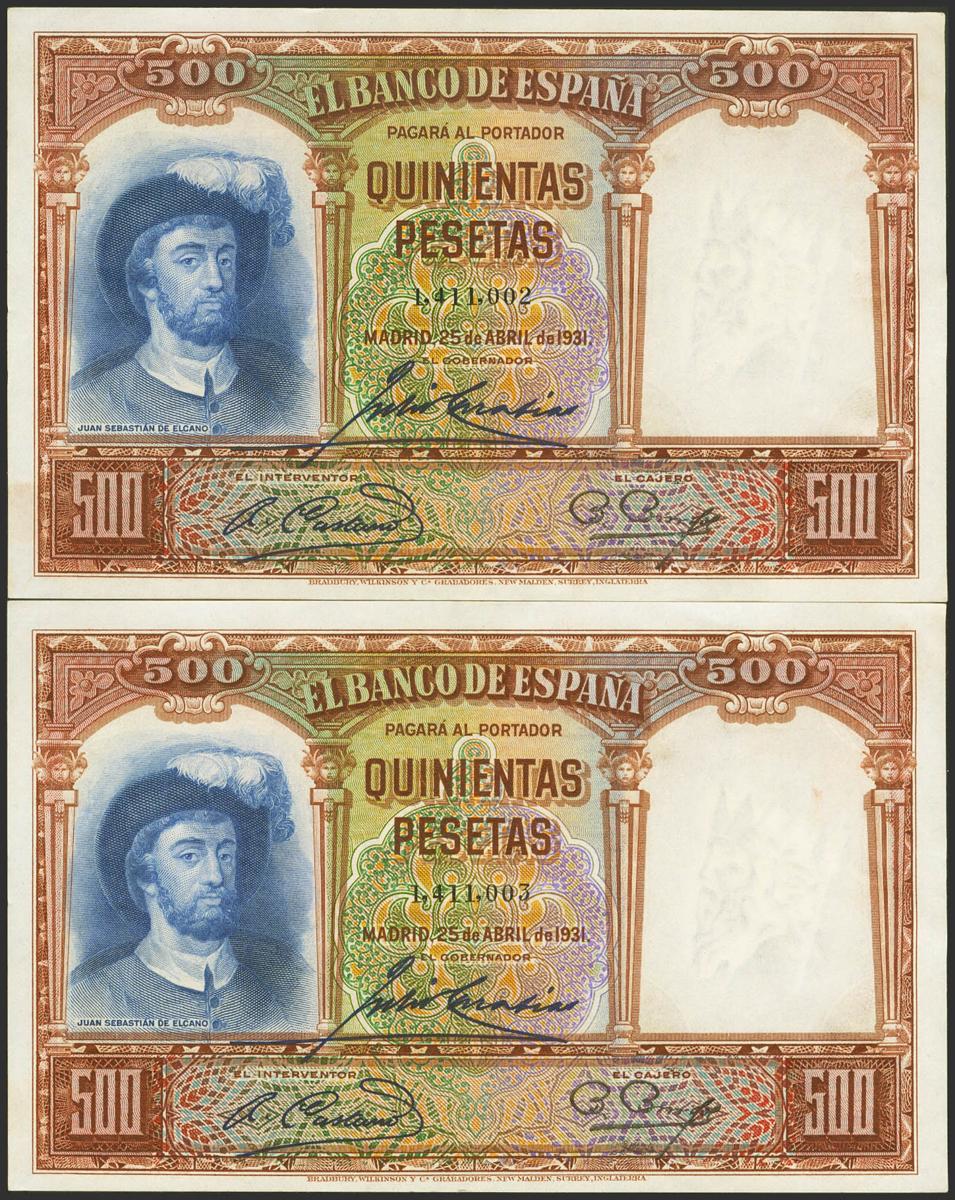 500 500
EL BANCO DE ESPAÑA
PAGARÁ AL PORTADOR
QUINIENTAS
PESETAS
1,411,002
MADRID, 25 de ABRIL de 1931.
EL GOBERNADOR
JUAN SEBASTIÁN DE ELCANO
EL INTERVENTOR EL CAJERO
500 500
BRADBURY, WILKINSON Y Cª GRABADORES, NEW MALDEN, SURREY, INGLATERRA
500 500
EL BANCO DE ESPAÑA
PAGARÁ AL PORTADOR
QUINIENTAS
PESETAS
1,411,003
MADRID, 25 de ABRIL de 1931.
EL GOBERNADOR
JUAN SEBASTIÁN DE ELCANO
EL INTERVENTOR EL CAJERO
500 500
BRADBURY, WILKINSON Y Cª GRABADORES, NEW MALDEN, SURREY, INGLATERRA